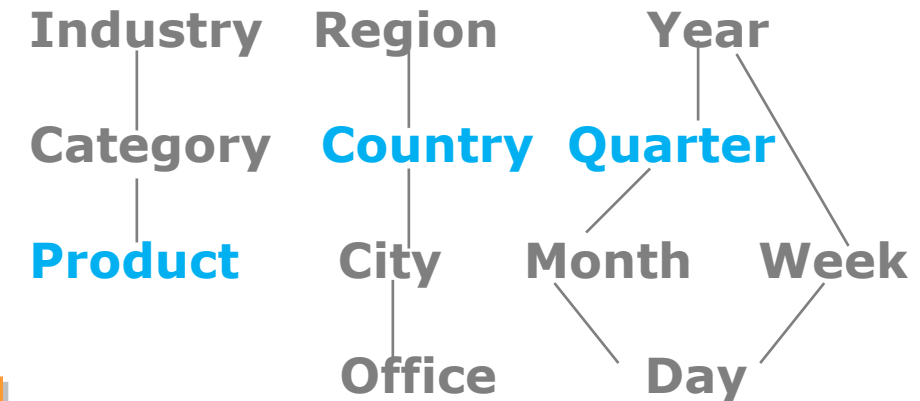 Industry Region Year
Category Country Quarter
Product City Month Week
Office Day